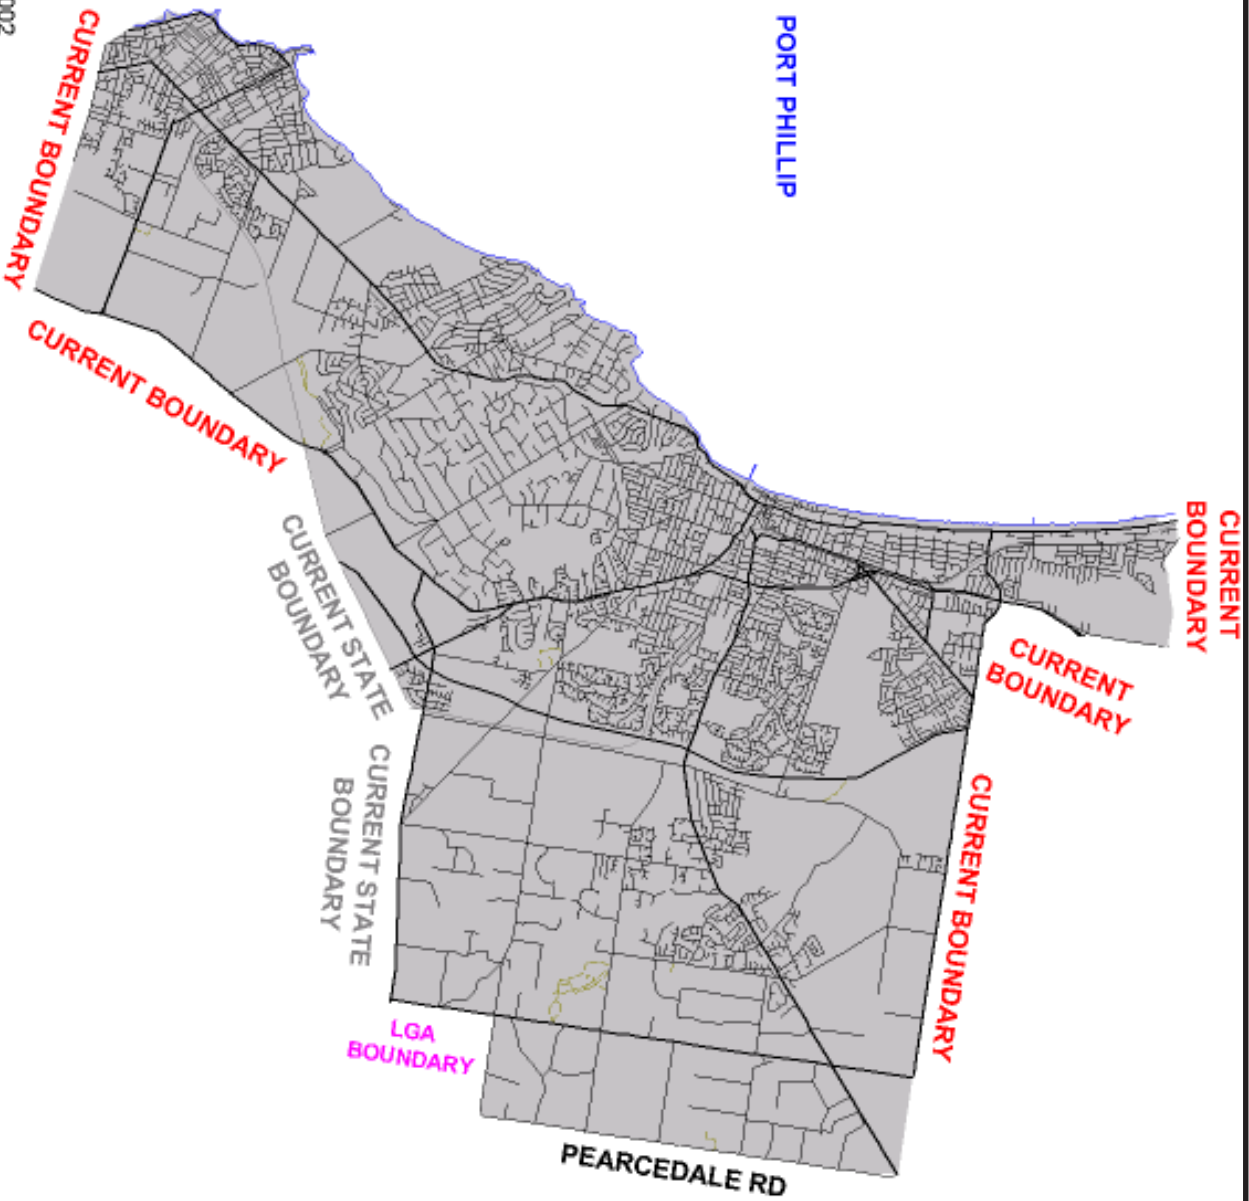 002
CURRENT BOUNDARY
PORT PHILLIP
CURRENT BOUNDARY
CURRENT
BOUNDARY
CURRENT
BOUNDARY
CURRENT STATE
BOUNDARY
CURRENT STATE
BOUNDARY
CURRENT BOUNDARY
LGA
BOUNDARY
PEARCEDALE RD